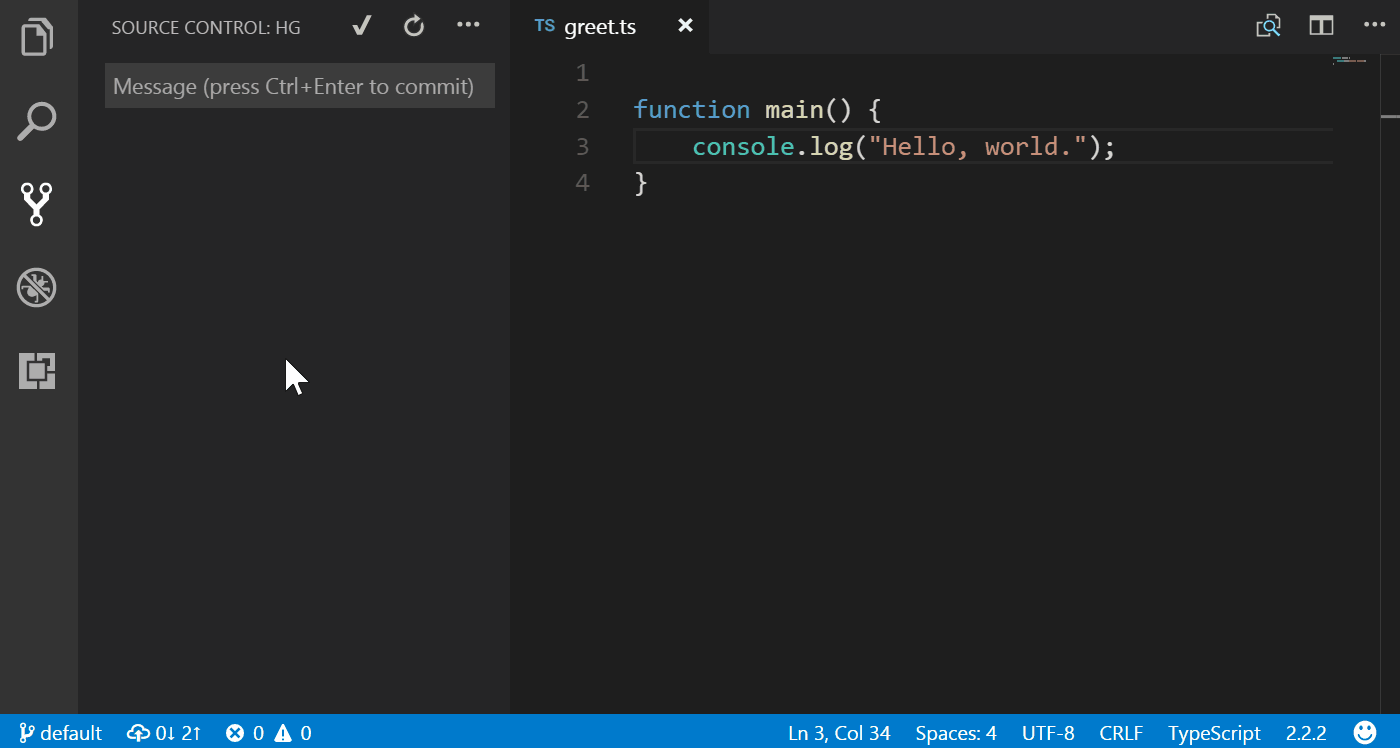 SOURCE CONTROL: HG
Message (press Ctrl+Enter to commit)
TS greet.ts
1
2 function main() {
3 console.log("Hello, world.");
4 }
default 0↓ 2↑ 0 0
Ln 3, Col 34 Spaces: 4 UTF-8 CRLF TypeScript 2.2.2